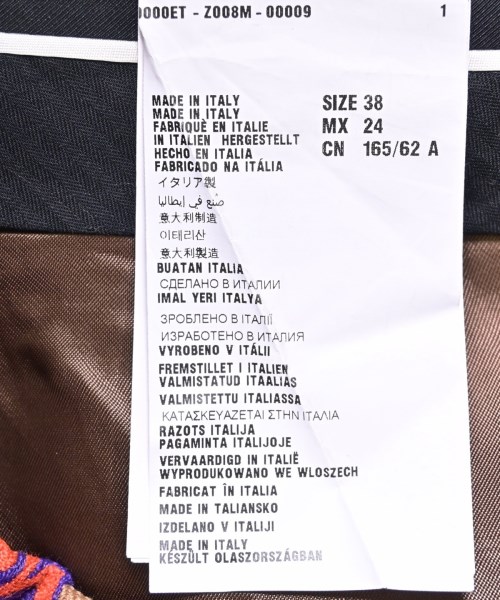 0000ET - Z008M - 00009 1
MADE IN ITALY
MADE IN ITALY
FABRIQUÈ EN ITALIE
IN ITALIEN HERGESTELLT
HECHO EN ITALIA
FABRICADO NA ITÁLIA
イタリア製
صُنع في إيطاليا
意大利制造
이테리산
意大利製造
BUATAN ITALIA
СДЕЛАНО В ИТАЛИИ
IMAL YERI ITALYA
ЗРОБЛЕНО В ІТАЛІЇ
ИЗРАБОТЕНО В ИТАЛИЯ
VYROBENO V ITÁLII
FREMSTILLET I ITALIEN
VALMISTATUD ITAALIAS
VALMISTETTU ITALIASSA
ΚΑΤΑΣΚΕΥΑΖΕΤΑΙ ΣΤΗΝ ΙΤΑΛΙΑ
RAZOTS ITALIJA
PAGAMINTA ITALIJOJE
VERVAARDIGD IN ITALIË
WYPRODUKOWANO WE WLOSZECH
FABRICAT ÎN ITALIA
MADE IN TALIANSKO
IZDELANO V ITALIJI
MADE IN ITALY
KÉSZÜLT OLASZORSZÁGBAN
SIZE 38
MX 24
CN 165/62 A